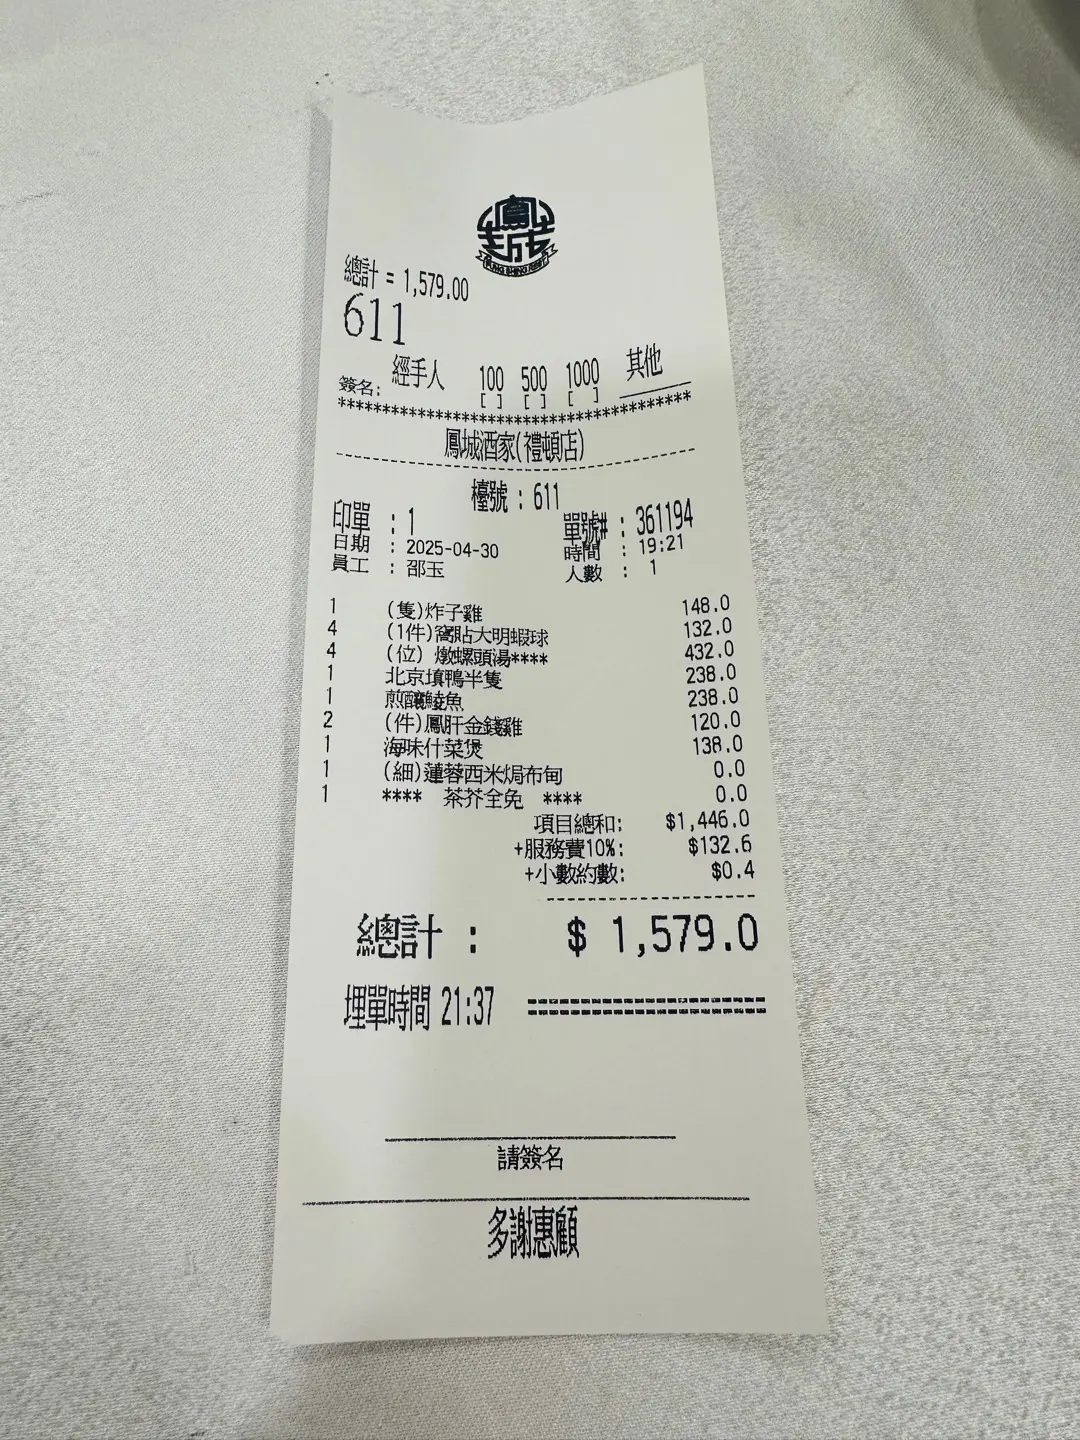 鳳城
FUNG SHING REST
總計 = 1,579.00
611
經手人 100 500 1000 其他
簽名: [ ] [ ] [ ]
****************************************
鳳城酒家(禮頓店)
檯號 : 611
印單 : 1 單號# : 361194
日期 : 2025-04-30 時間 : 19:21
員工 : 邵玉 人數 : 1
1 (隻)炸子雞 148.0
4 (1件)窩貼大明蝦球 132.0
4 (位) 燉螺頭湯**** 432.0
1 北京填鴨半隻 238.0
1 煎釀鯪魚 238.0
2 (件)鳳肝金錢雞 120.0
1 海味什菜煲 138.0
1 (細)蓮蓉西米焗布甸 0.0
1 **** 茶芥全免 **** 0.0
項目總和: $1,446.0
+服務費10%: $132.6
+小數約數: $0.4
總計 : $ 1,579.0
埋單時間 21:37
請簽名
多謝惠顧